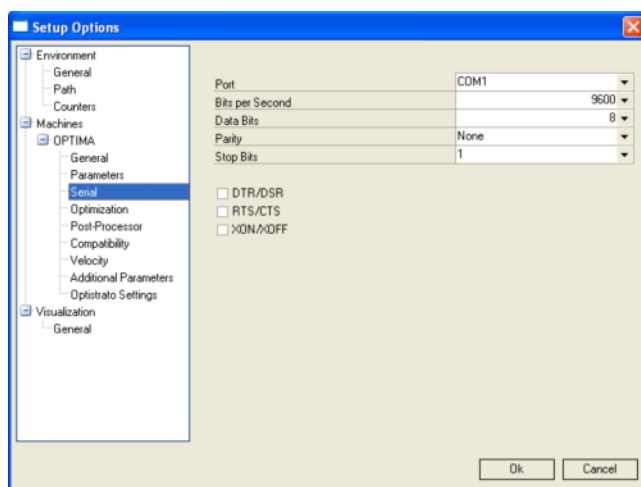 Setup Options
Environment
General
Path
Counters
Machines
OPTIMA
General
Parameters
Serial
Optimization
Post-Processor
Compatibility
Velocity
Additional Parameters
Optistrato Settings
Visualization
General
Port COM1
Bits per Second 9600
Data Bits 8
Parity None
Stop Bits 1
DTR/DSR
RTS/CTS
XON/XOFF
Ok Cancel